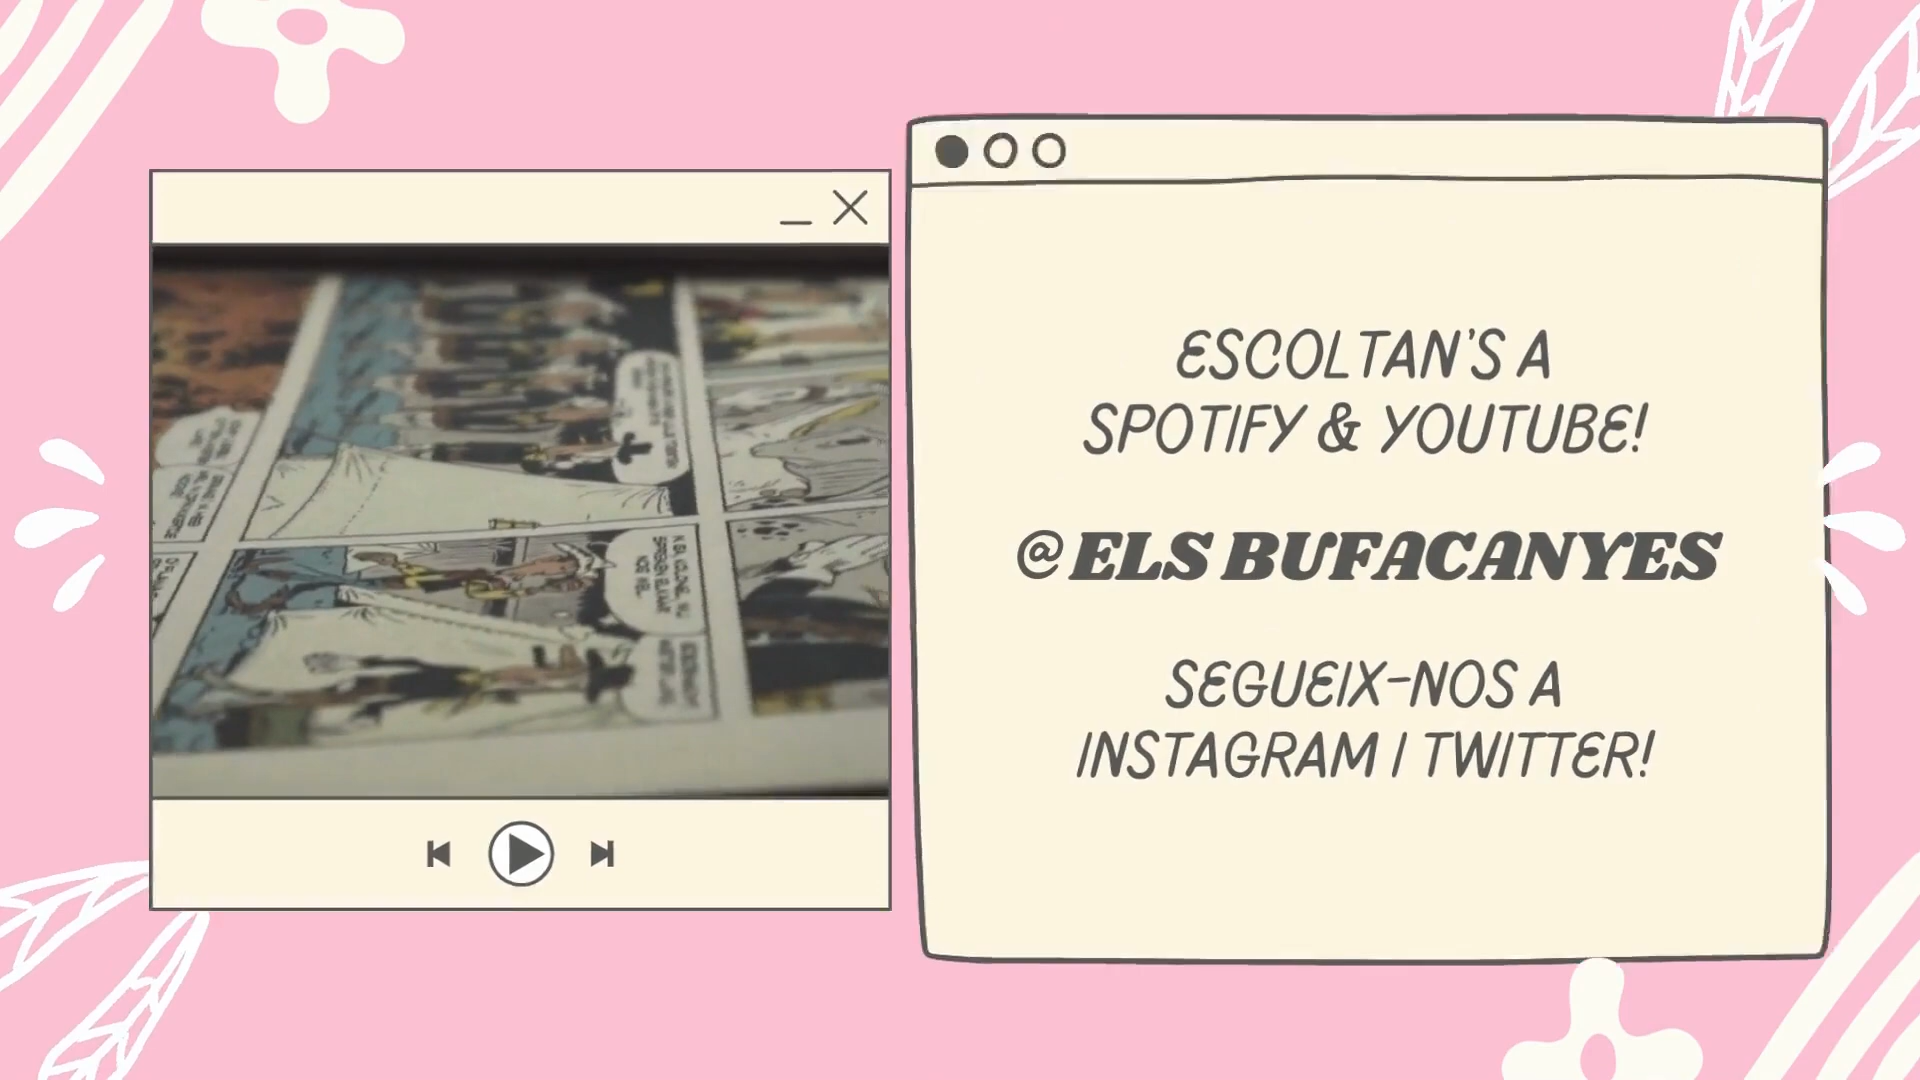 ESCOLTAN'S A
SPOTIFY & YOUTUBE!
@ELS BUFACANYES
SEGUEIX-NOS A
INSTAGRAM I TWITTER!